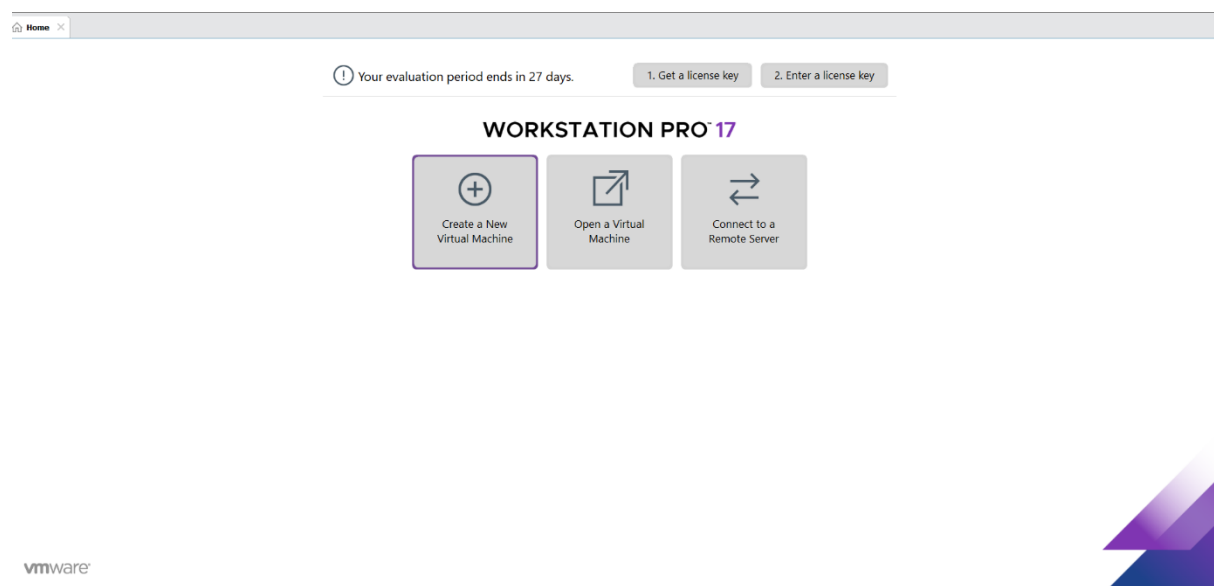 Home
Your evaluation period ends in 27 days.
1. Get a license key
2. Enter a license key
WORKSTATION PRO™ 17
Create a New
Virtual Machine
Open a Virtual
Machine
Connect to a
Remote Server
vmware®